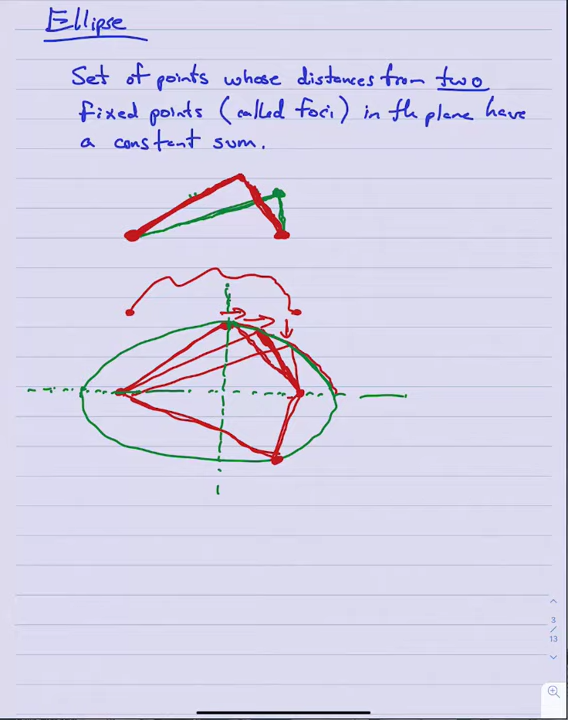 Ellipse
Set of points whose distances from two
fixed points (called foci) in the plane have
a constant sum.
3
/
13